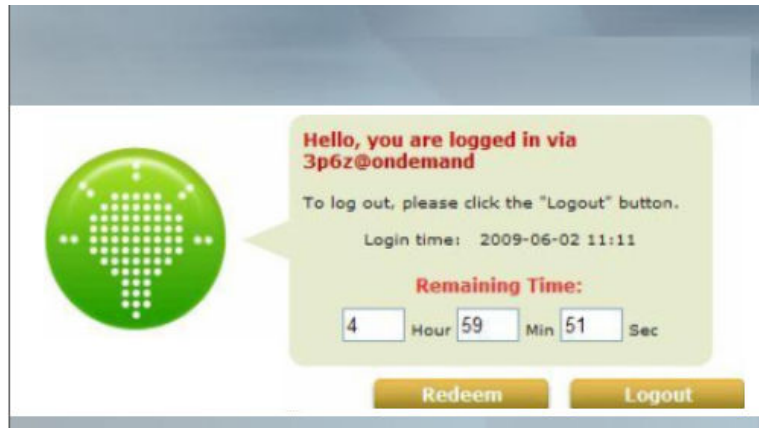 Hello, you are logged in via
3p6z@ondemand
To log out, please click the "Logout" button.
Login time: 2009-06-02 11:11
Remaining Time:
4 Hour 59 Min 51 Sec
Redeem Logout